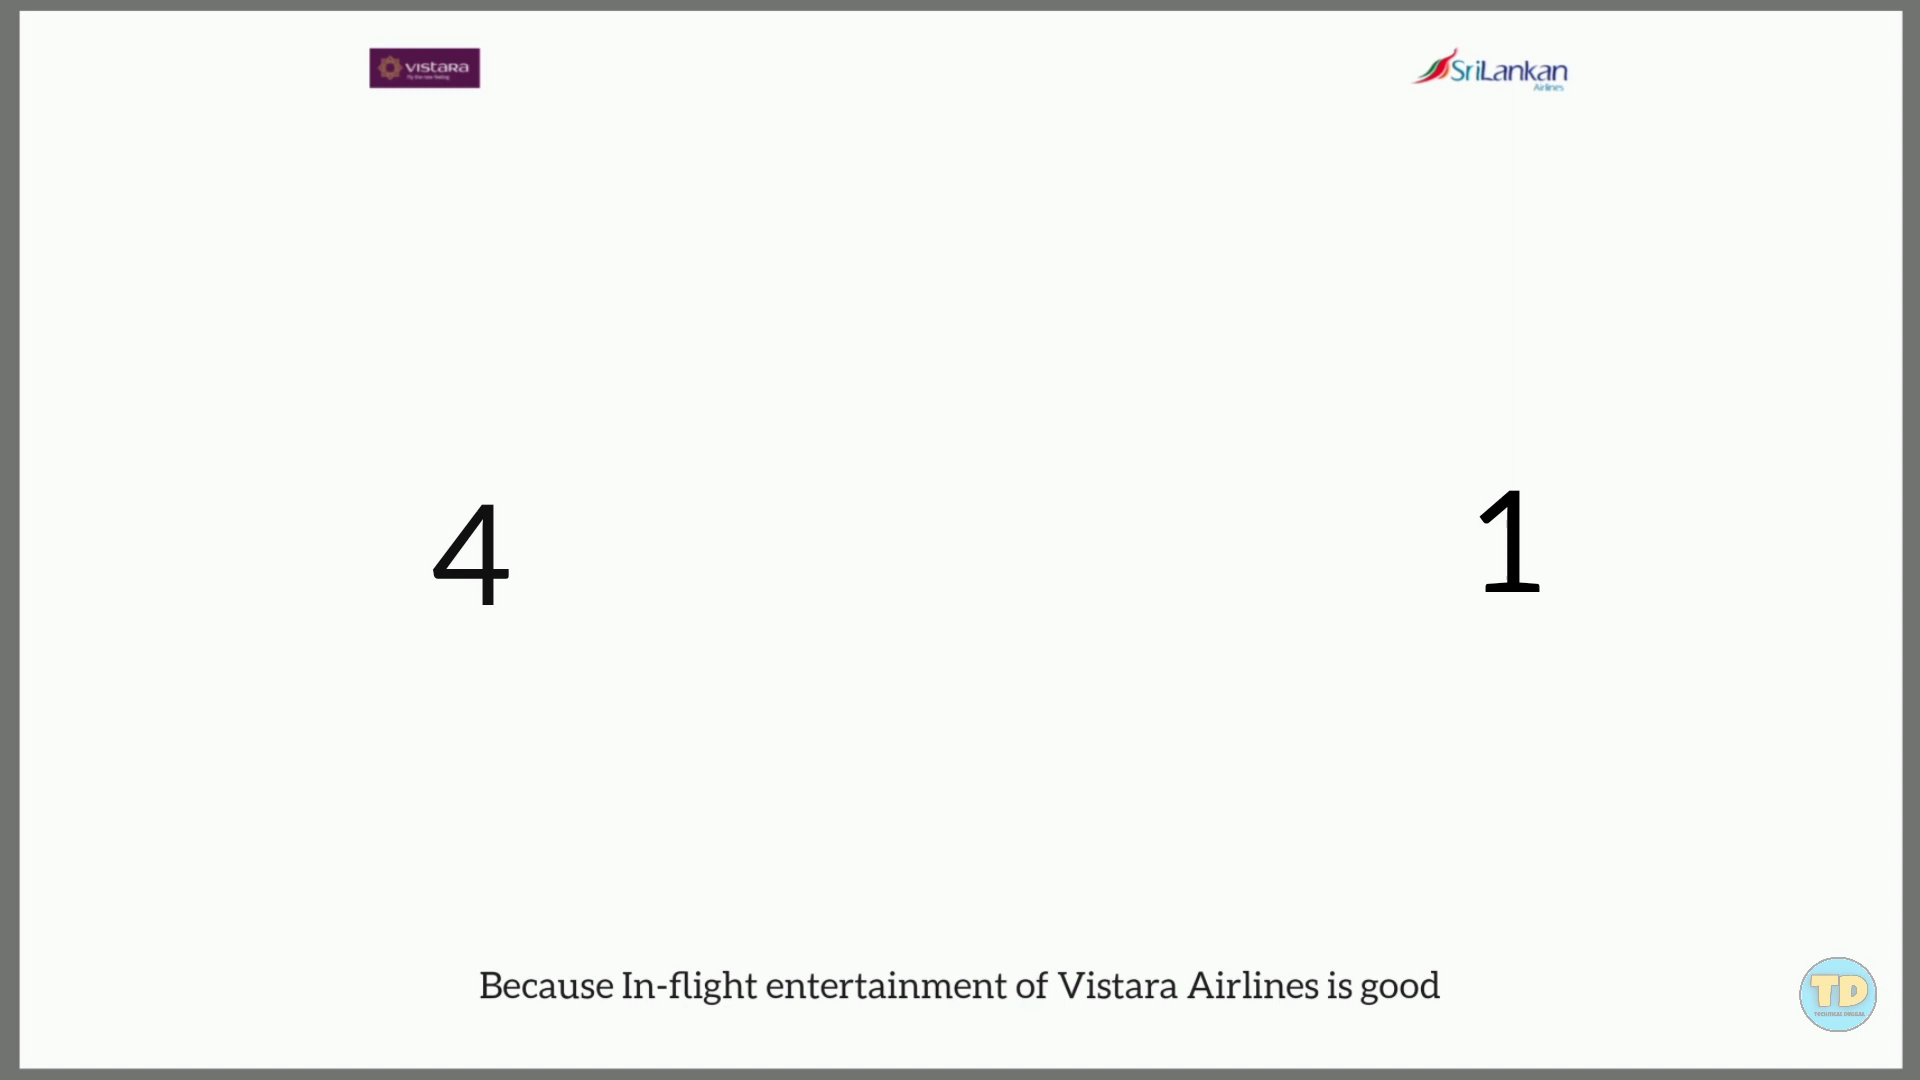 vistara
SriLankan
Airlines
4
1
Because In-flight entertainment of Vistara Airlines is good
TD